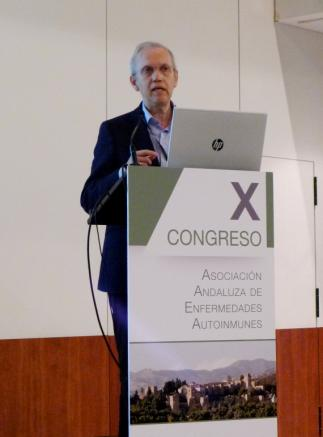 hp
X
CONGRESO
ASOCIACIÓN
ANDALUZA DE
ENFERMEDADES
AUTOINMUNES